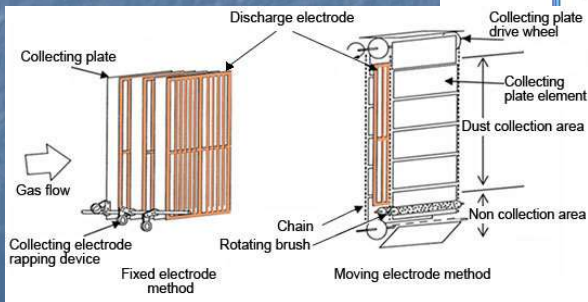 Discharge electrode
Collecting plate
drive wheel
Collecting plate
Collecting
plate element
Dust collection area
Gas flow
Non collection area
Chain
Rotating brush
Collecting electrode
rapping device
Fixed electrode
method
Moving electrode method